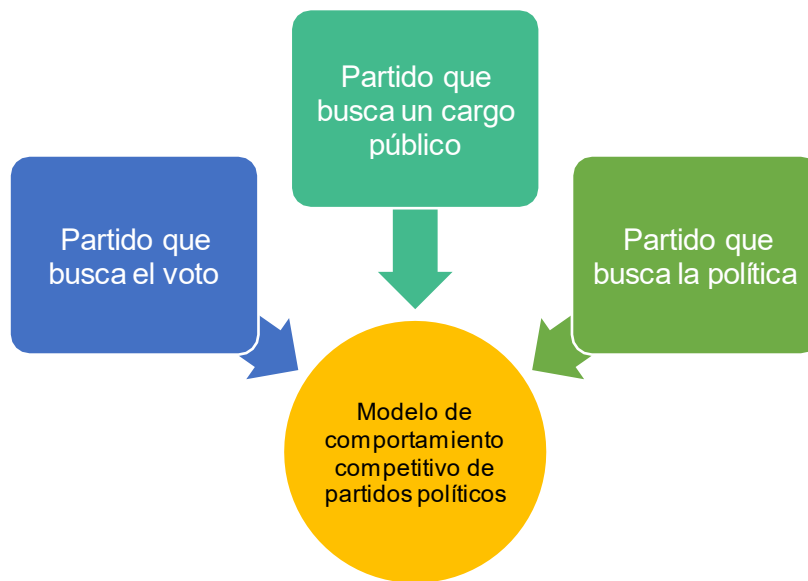 Partido que
busca un cargo
público
Partido que
busca el voto
Partido que
busca la política
Modelo de
comportamiento
competitivo de
partidos políticos